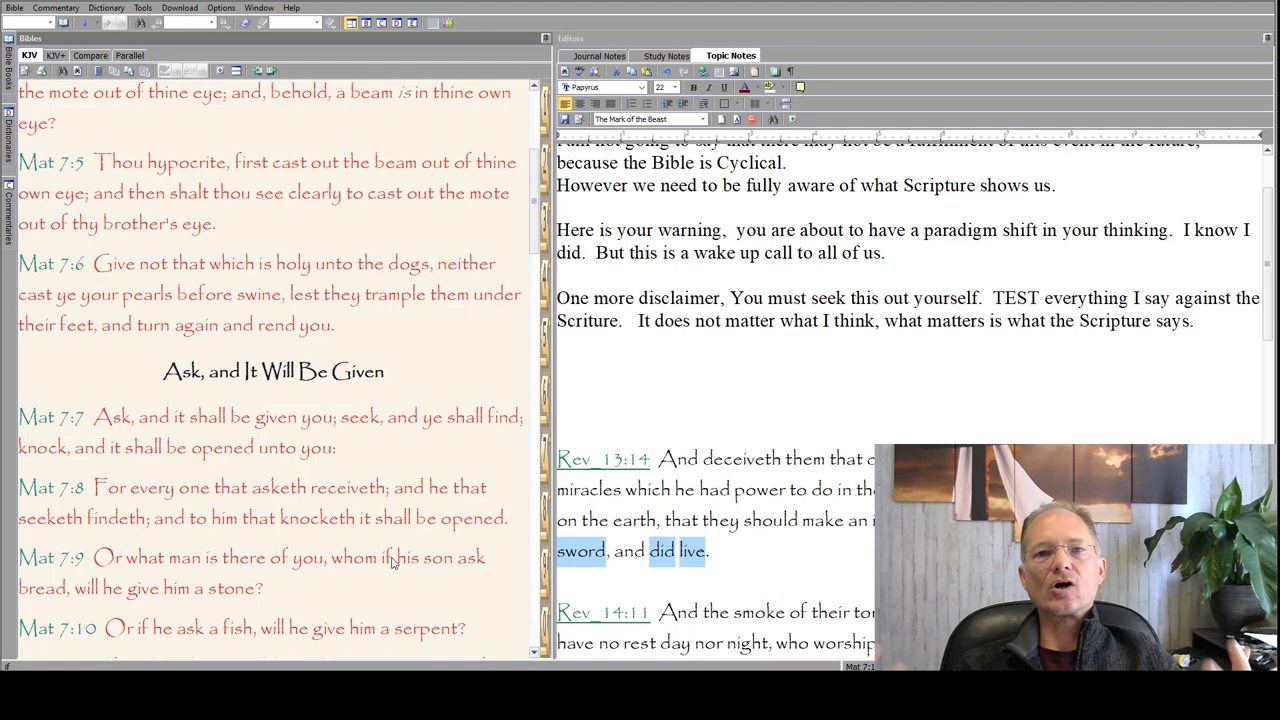 Bible Commentary Dictionary Tools Download Options Window Help
Bibles
KJV KJV+ Compare Parallel
the mote out of thine eye; and, behold, a beam is in thine own
eye?
Mat 7:5 Thou hypocrite, first cast out the beam out of thine
own eye; and then shalt thou see clearly to cast out the mote
out of thy brother's eye.
Mat 7:6 Give not that which is holy unto the dogs, neither
cast ye your pearls before swine, lest they trample them under
their feet, and turn again and rend you.
Ask, and It Will Be Given
Mat 7:7 Ask, and it shall be given you; seek, and ye shall find;
knock, and it shall be opened unto you:
Mat 7:8 For every one that asketh receiveth; and he that
seeketh findeth; and to him that knocketh it shall be opened.
Mat 7:9 Or what man is there of you, whom if his son ask
bread, will he give him a stone?
Mat 7:10 Or if he ask a fish, will he give him a serpent?
if
Bible Books
Dictionaries
Commentaries
Editors
Journal Notes Study Notes Topic Notes
Papyrus 22 B I U
The Mark of the Beast
because the Bible is Cyclical.
However we need to be fully aware of what Scripture shows us.
Here is your warning, you are about to have a paradigm shift in your thinking. I know I
did. But this is a wake up call to all of us.
One more disclaimer, You must seek this out yourself. TEST everything I say against the
Scriture. It does not matter what I think, what matters is what the Scripture says.
Rev_13:14 And deceiveth them that
miracles which he had power to do in the
on the earth, that they should make an
sword, and did live.
Rev_14:11 And the smoke of their
have no rest day nor night, who worship